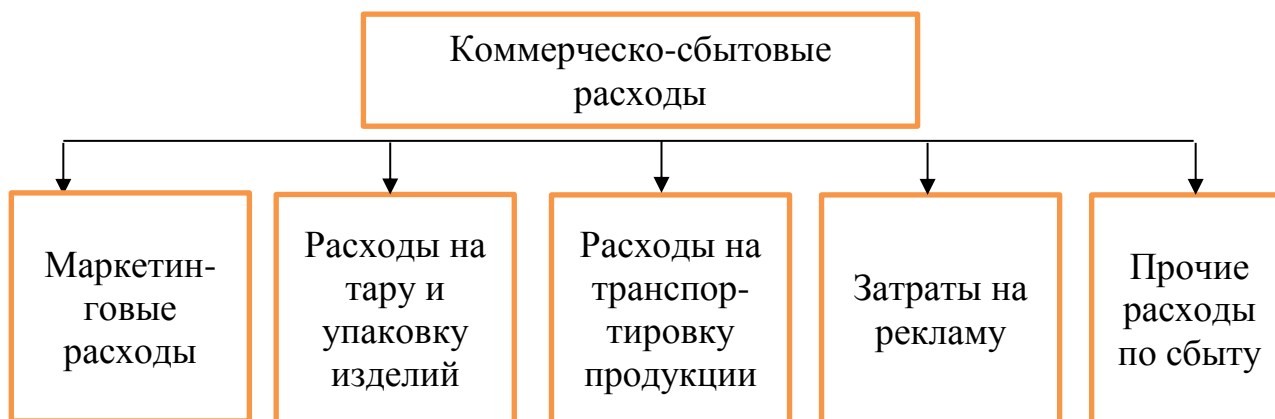 Коммерческо-сбытовые
расходы
Маркетин-
говые
расходы
Расходы на
тару и
упаковку
изделий
Расходы на
транспор-
тировку
продукции
Затраты на
рекламу
Прочие
расходы
по сбыту